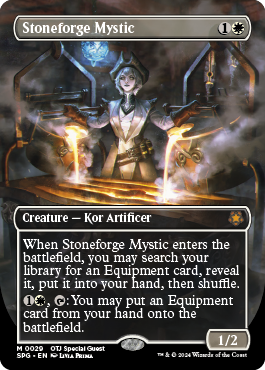 Stoneforge Mystic 1
Creature — Kor Artificer
When Stoneforge Mystic enters the
battlefield, you may search your
library for an Equipment card, reveal
it, put it into your hand, then shuffle.
1, : You may put an Equipment
card from your hand onto the
battlefield.
1/2
M 0029 OTJ Special Guest
SPG • EN Livia Prima
™ & © 2024 Wizards of the Coast